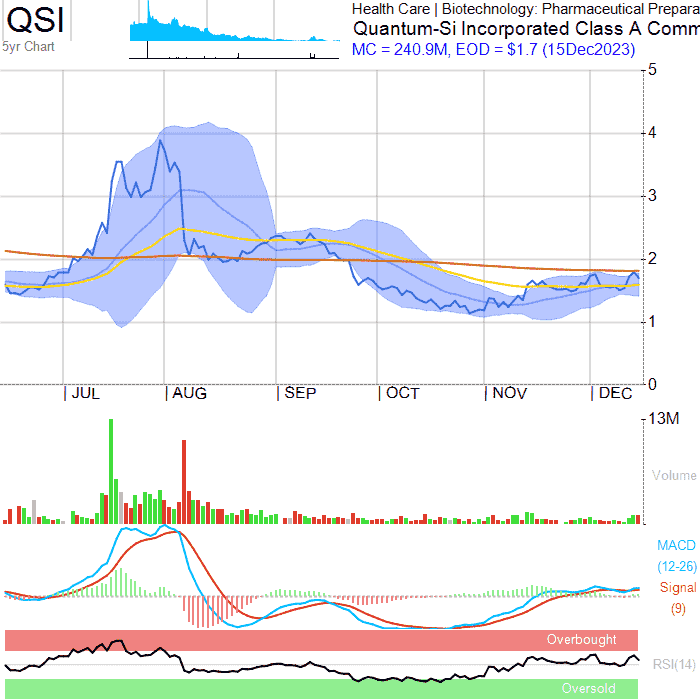 QSI
5yr Chart
Health Care | Biotechnology: Pharmaceutical Prepara
Quantum-Si Incorporated Class A Comm
MC = 240.9M, EOD = $1.7 (15Dec2023)
5
4
3
2
1
0
JUL AUG SEP OCT NOV DEC
13M
Volume
MACD
(12-26)
Signal
(9)
Overbought
RSI(14)
Oversold